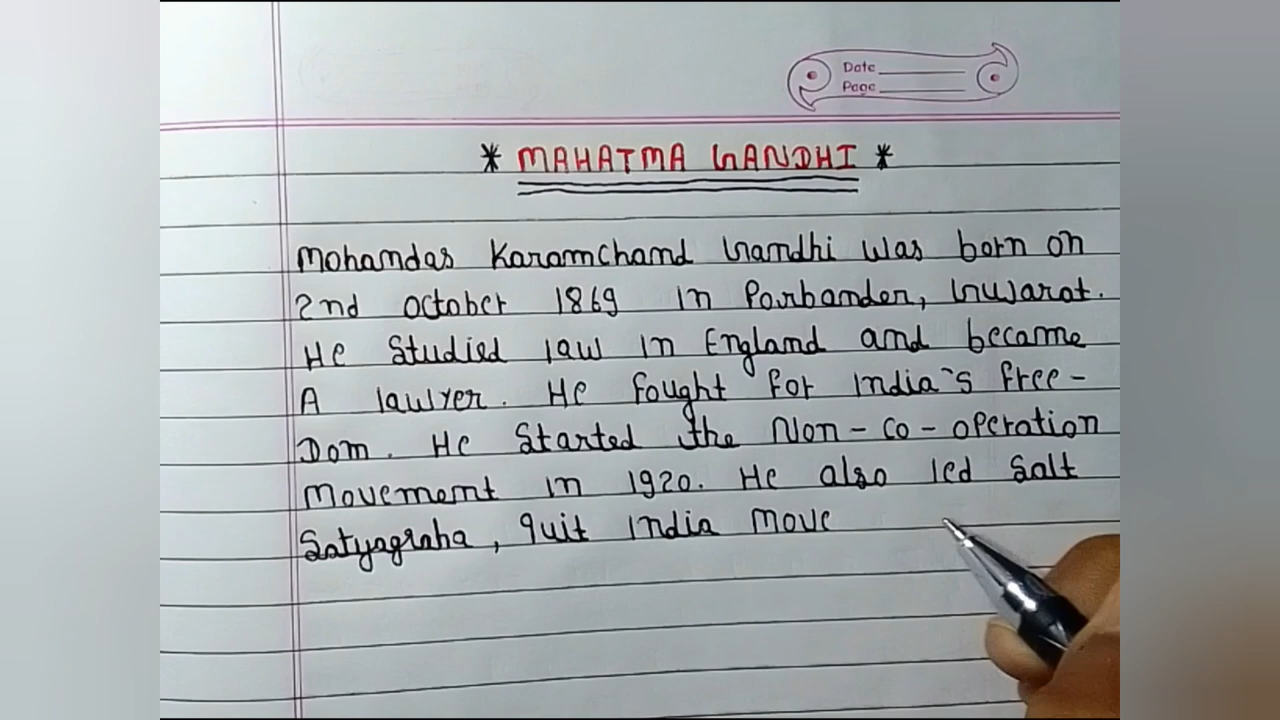 Date
Page
* MAHATMA GANDHI *
Mohandas Karamchand Gandhi was born on
2nd october 1869 in Porbander, Gujarat.
He Studied law in England and became
A lawyer. He fought for India's free-
Dom. He Started the Non-co-operation
Movement in 1920. He also led Salt
Satyagraha, quit India Move